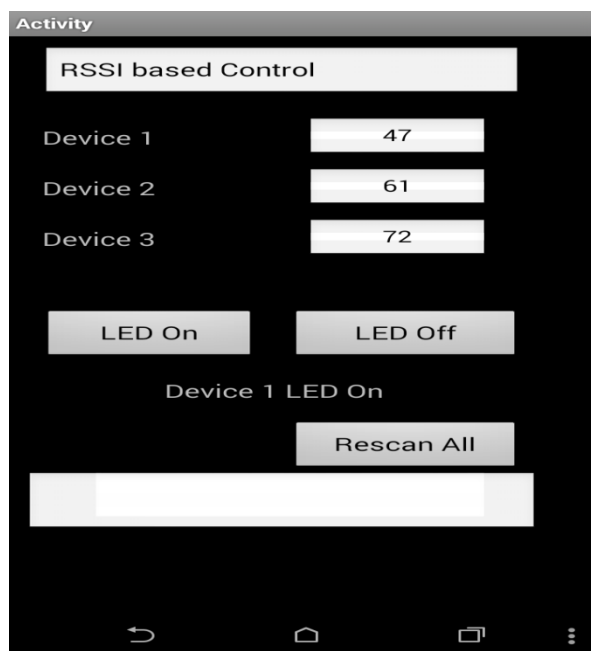 Activity
RSSI based Control
Device 1 47
Device 2 61
Device 3 72
LED On LED Off
Device 1 LED On
Rescan All